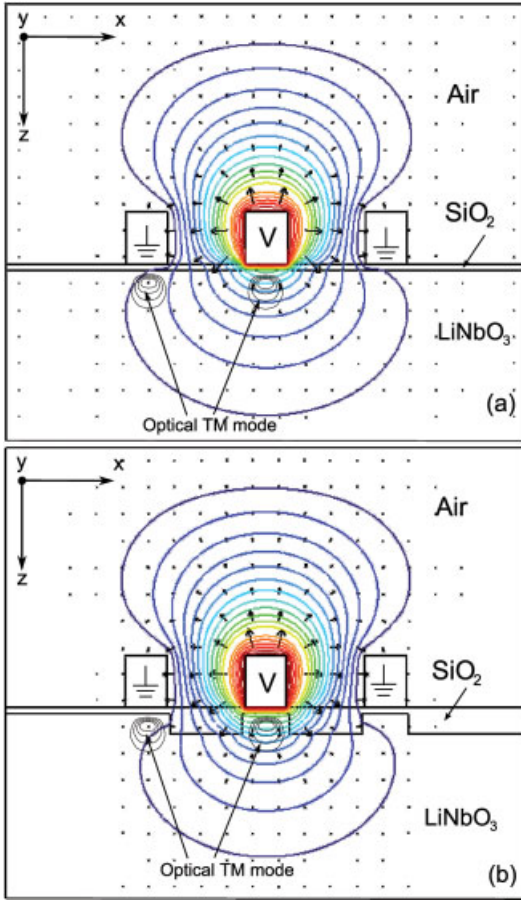 y
x
z
Air
V
SiO₂
LiNbO₃
Optical TM mode
(a)
y
x
z
Air
V
SiO₂
LiNbO₃
Optical TM mode
(b)